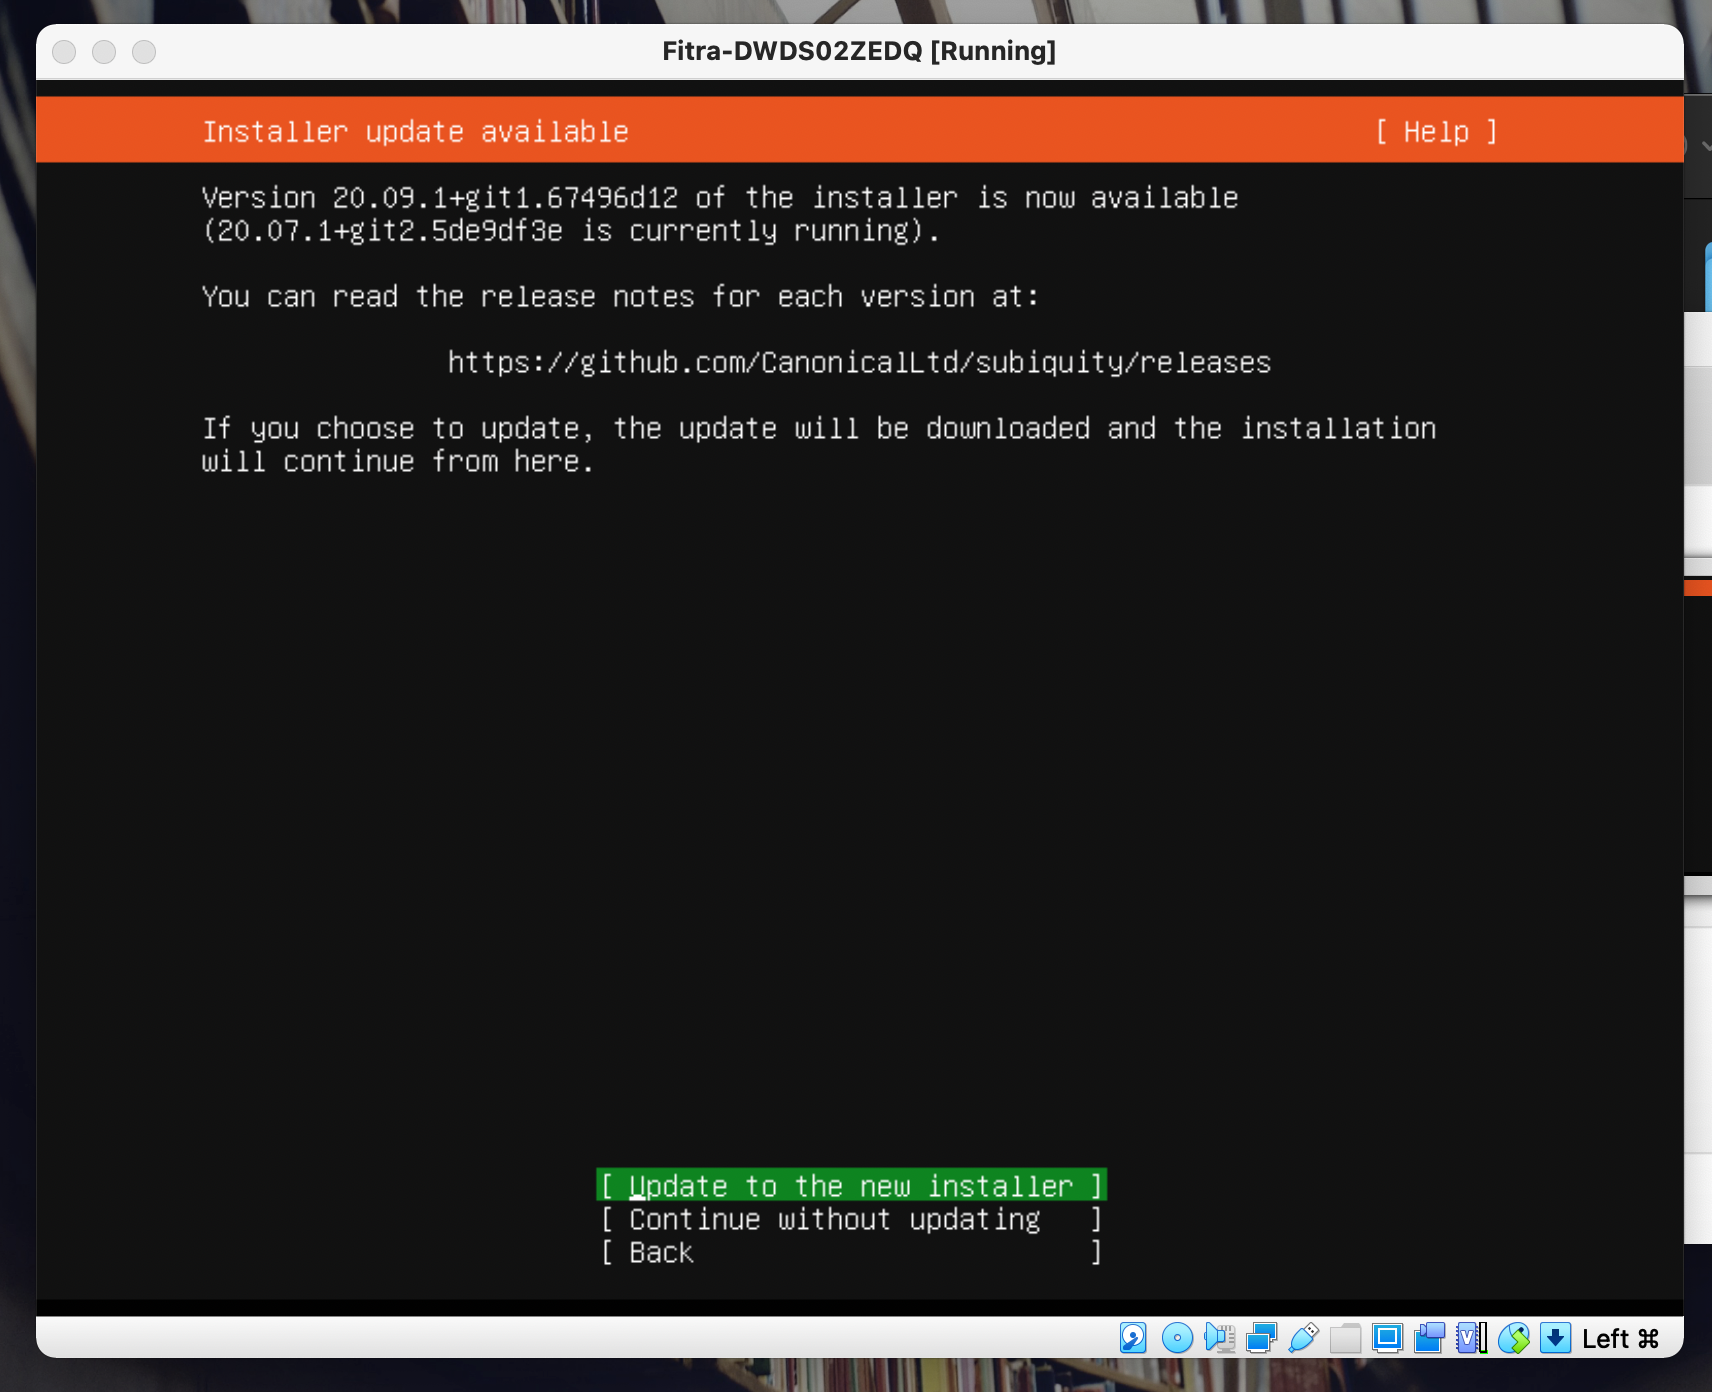 Fitra-DWDS02ZEDQ [Running]
Installer update available [ Help ]
Version 20.09.1+git1.67496d12 of the installer is now available
(20.07.1+git2.5de9df3e is currently running).
You can read the release notes for each version at:
https://github.com/CanonicalLtd/subiquity/releases
If you choose to update, the update will be downloaded and the installation
will continue from here.
[ Update to the new installer ]
[ Continue without updating ]
[ Back ]
Left ⌘